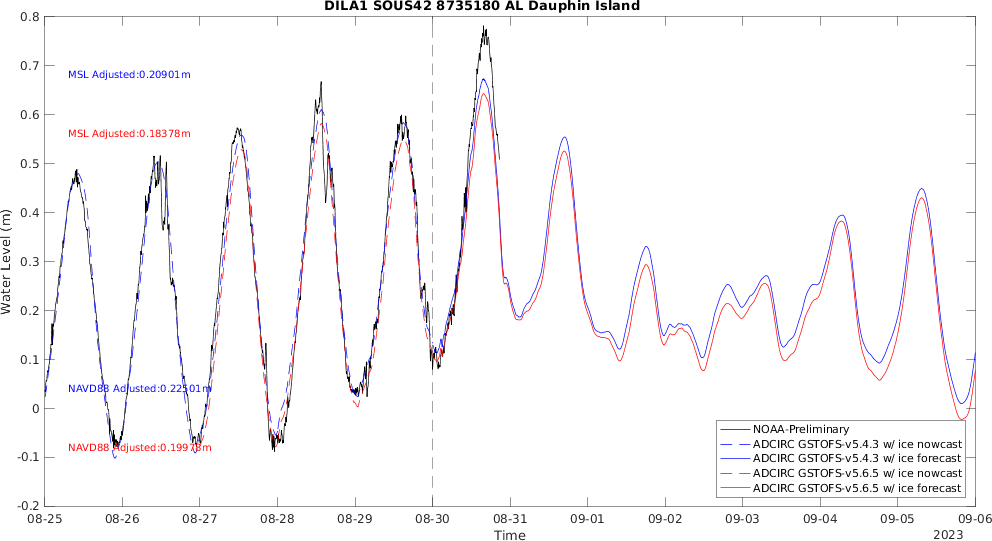 DILA1 SOUS42 8735180 AL Dauphin Island
0.8
0.7
0.6
0.5
0.4
0.3
0.2
0.1
0
-0.1
-0.2
Water Level (m)
MSL Adjusted:0.20901m
MSL Adjusted:0.18378m
NAVD88 Adjusted:0.22501m
NAVD88 Adjusted:0.19978m
NOAA-Preliminary
ADCIRC GSTOFS-v5.4.3 w/ ice nowcast
ADCIRC GSTOFS-v5.4.3 w/ ice forecast
ADCIRC GSTOFS-v5.6.5 w/ ice nowcast
ADCIRC GSTOFS-v5.6.5 w/ ice forecast
08-25 08-26 08-27 08-28 08-29 08-30 08-31 09-01 09-02 09-03 09-04 09-05 09-06
Time
2023